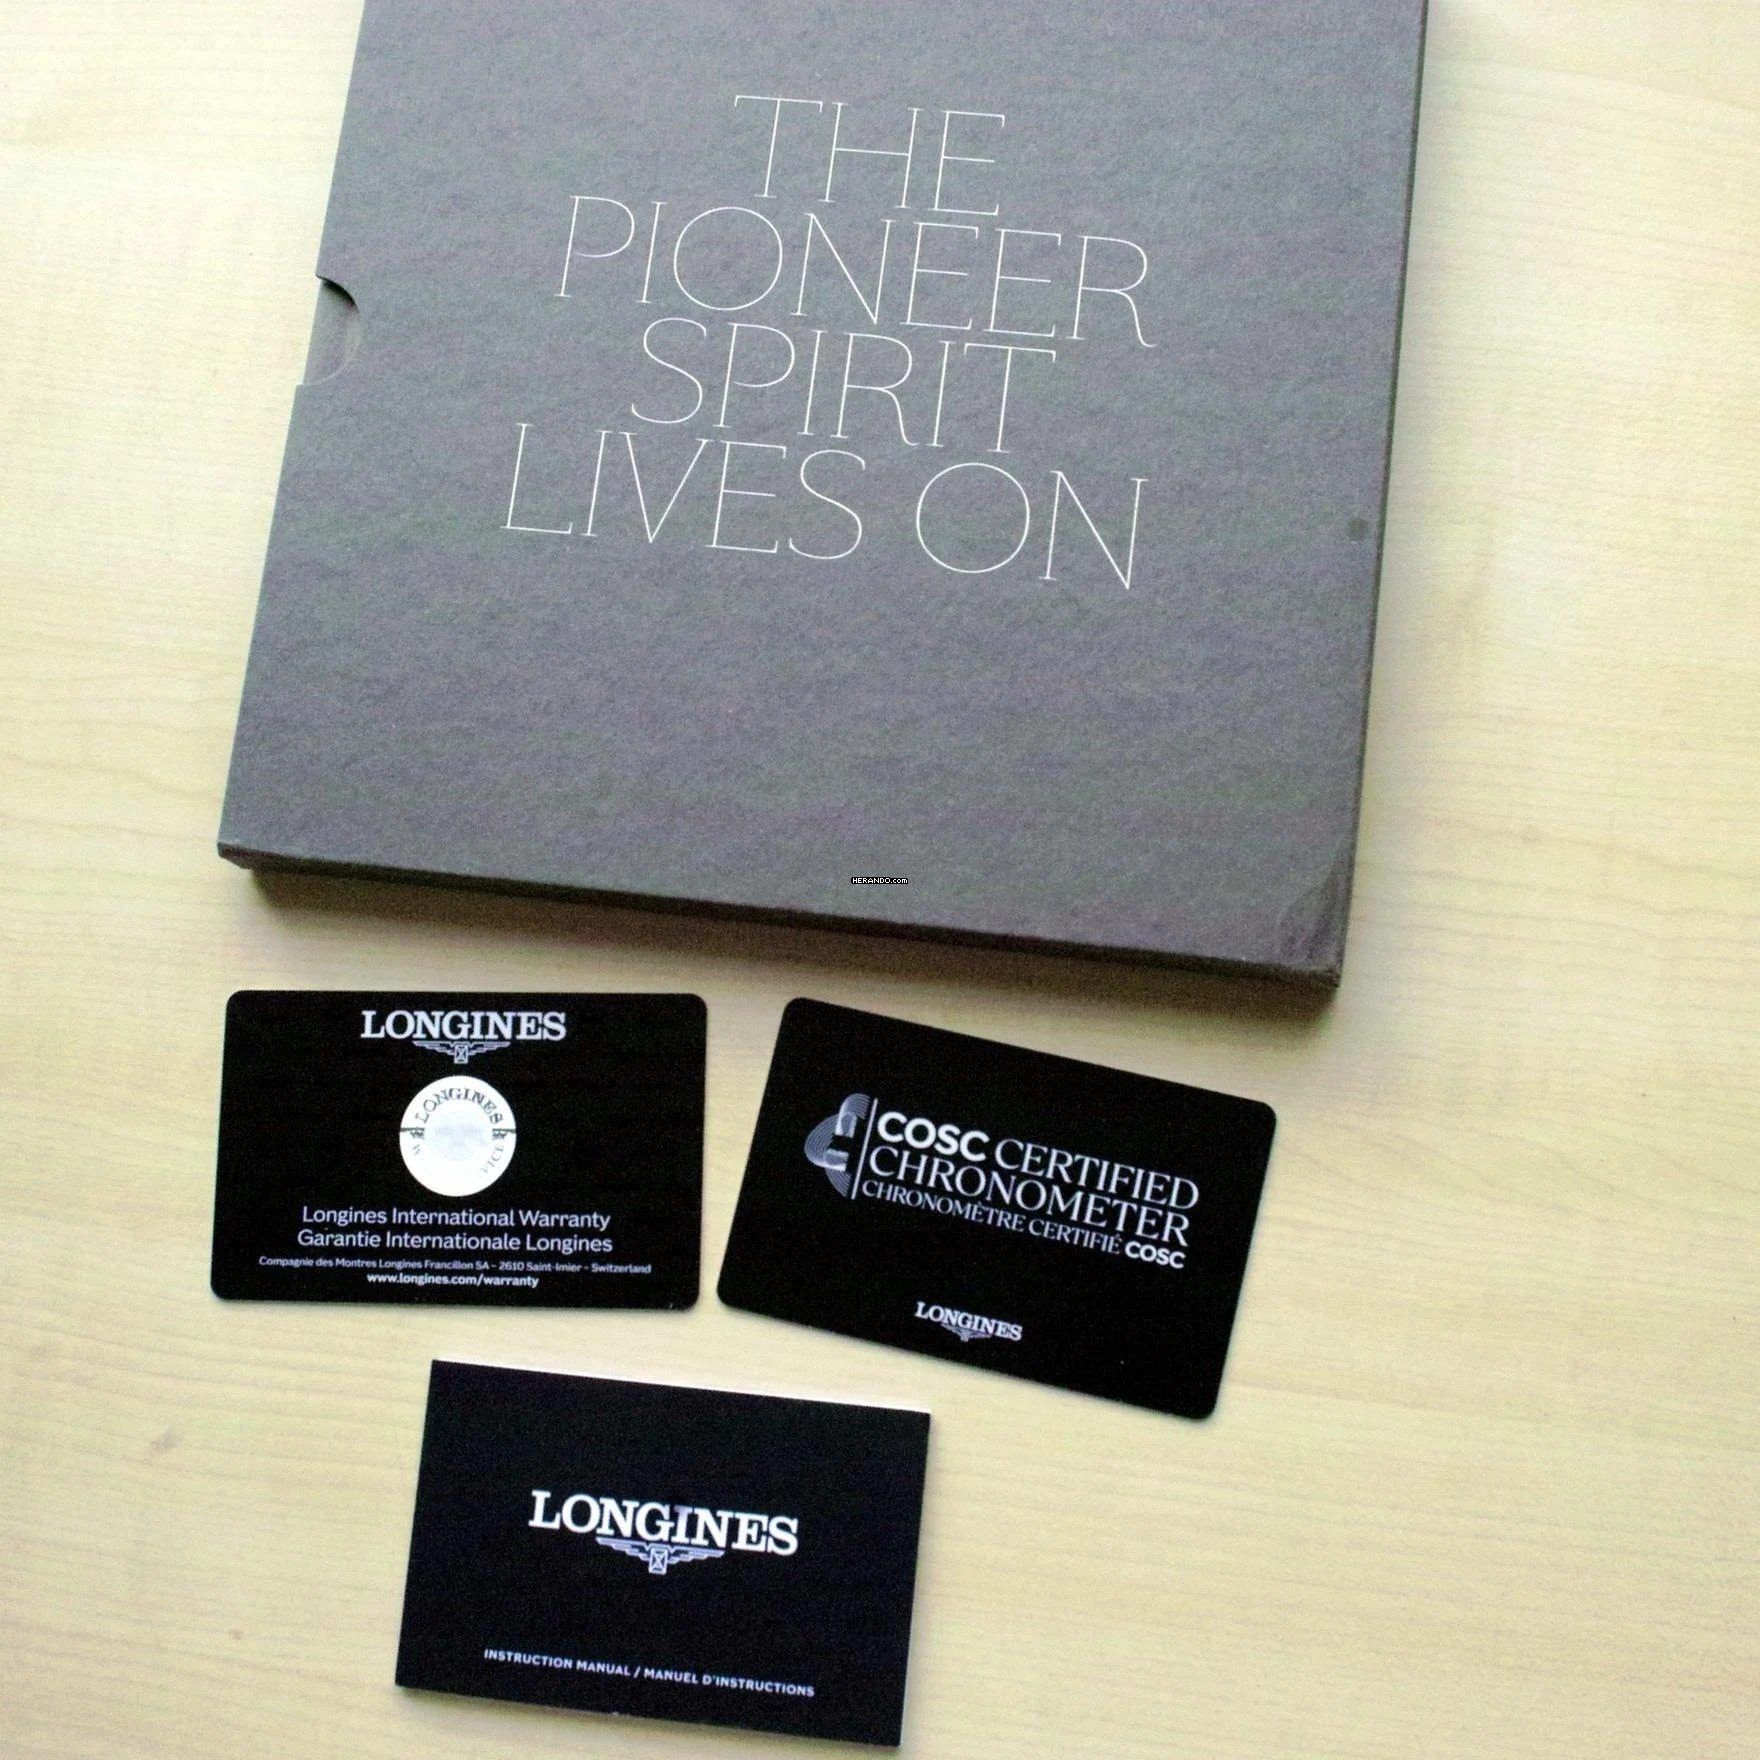 THE
PIONEER
SPIRIT
LIVES ON
HERANDO.com
LONGINES
LONGINES
Longines International Warranty
Garantie Internationale Longines
Compagnie des Montres Longines Francillon SA - 2610 Saint-Imier - Switzerland
www.longines.com/warranty
COSC CERTIFIED
CHRONOMETER
CHRONOMÈTRE CERTIFIÉ COSC
LONGINES
LONGINES
INSTRUCTION MANUAL / MANUEL D'INSTRUCTIONS